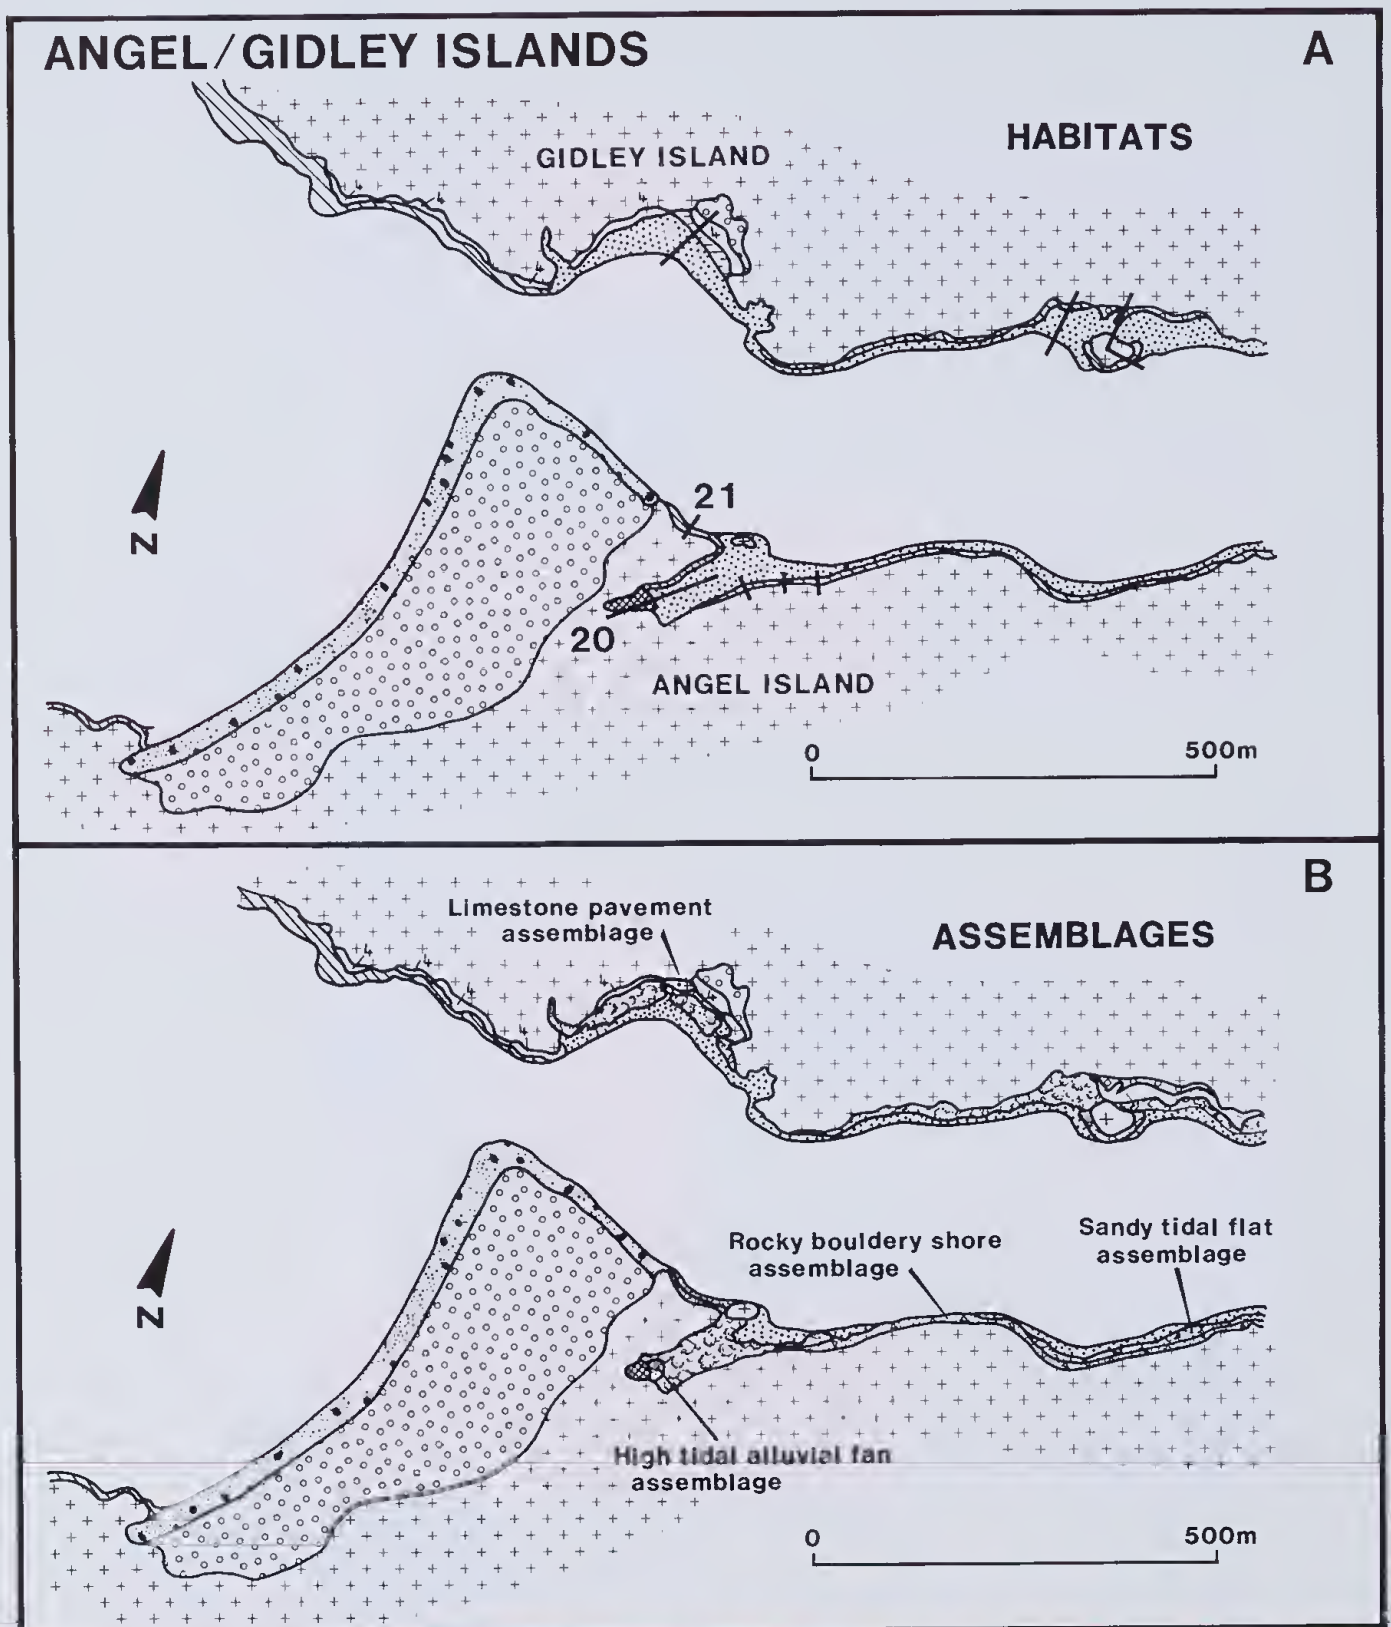 ANGEL/GIDLEY ISLANDS
A
HABITATS
GIDLEY ISLAND
21
N
20
ANGEL ISLAND
0 500m
B
Limestone pavement
assemblage
ASSEMBLAGES
Rocky bouldery shore
assemblage
Sandy tidal flat
assemblage
N
High tidal alluvial fan
assemblage
0 500m